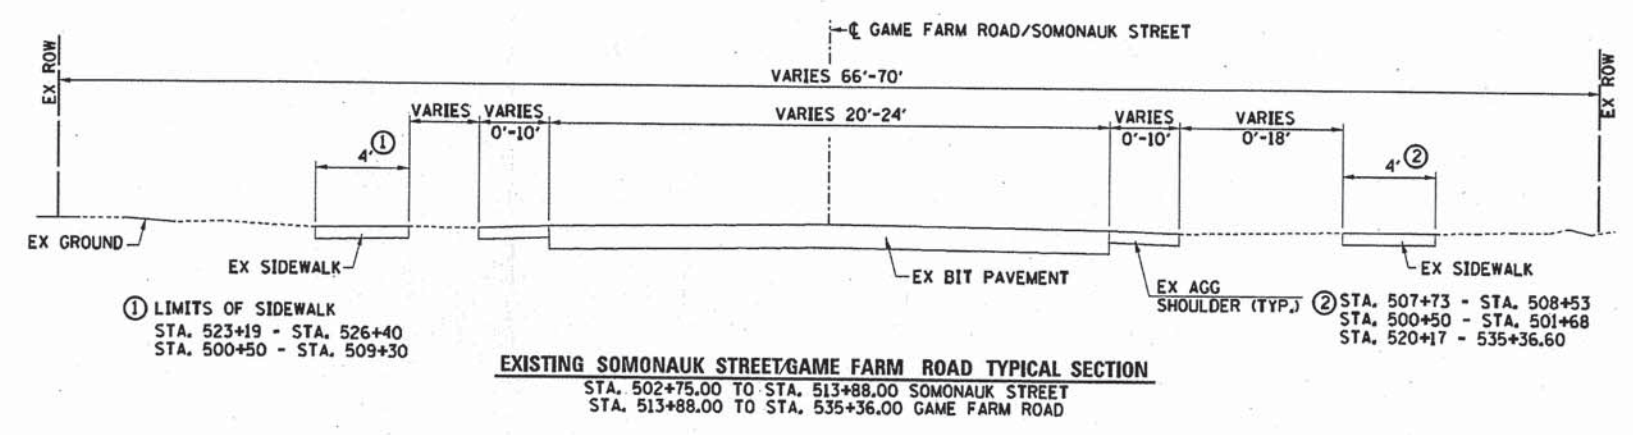 ℄ GAME FARM ROAD/SOMONAUK STREET
EX ROW
EX ROW
VARIES 66'-70'
VARIES
VARIES
0'-10'
VARIES 20'-24'
VARIES
0'-10'
VARIES
0'-18'
4' ①
4' ②
EX GROUND
EX SIDEWALK
EX BIT PAVEMENT
EX AGG
SHOULDER (TYP.)
EX SIDEWALK
① LIMITS OF SIDEWALK
STA. 523+19 - STA. 526+40
STA. 500+50 - STA. 509+30
② STA. 507+73 - STA. 508+53
STA. 500+50 - STA. 501+68
STA. 520+17 - 535+36.60
EXISTING SOMONAUK STREET/GAME FARM ROAD TYPICAL SECTION
STA. 502+75.00 TO STA. 513+88.00 SOMONAUK STREET
STA. 513+88.00 TO STA. 535+36.00 GAME FARM ROAD